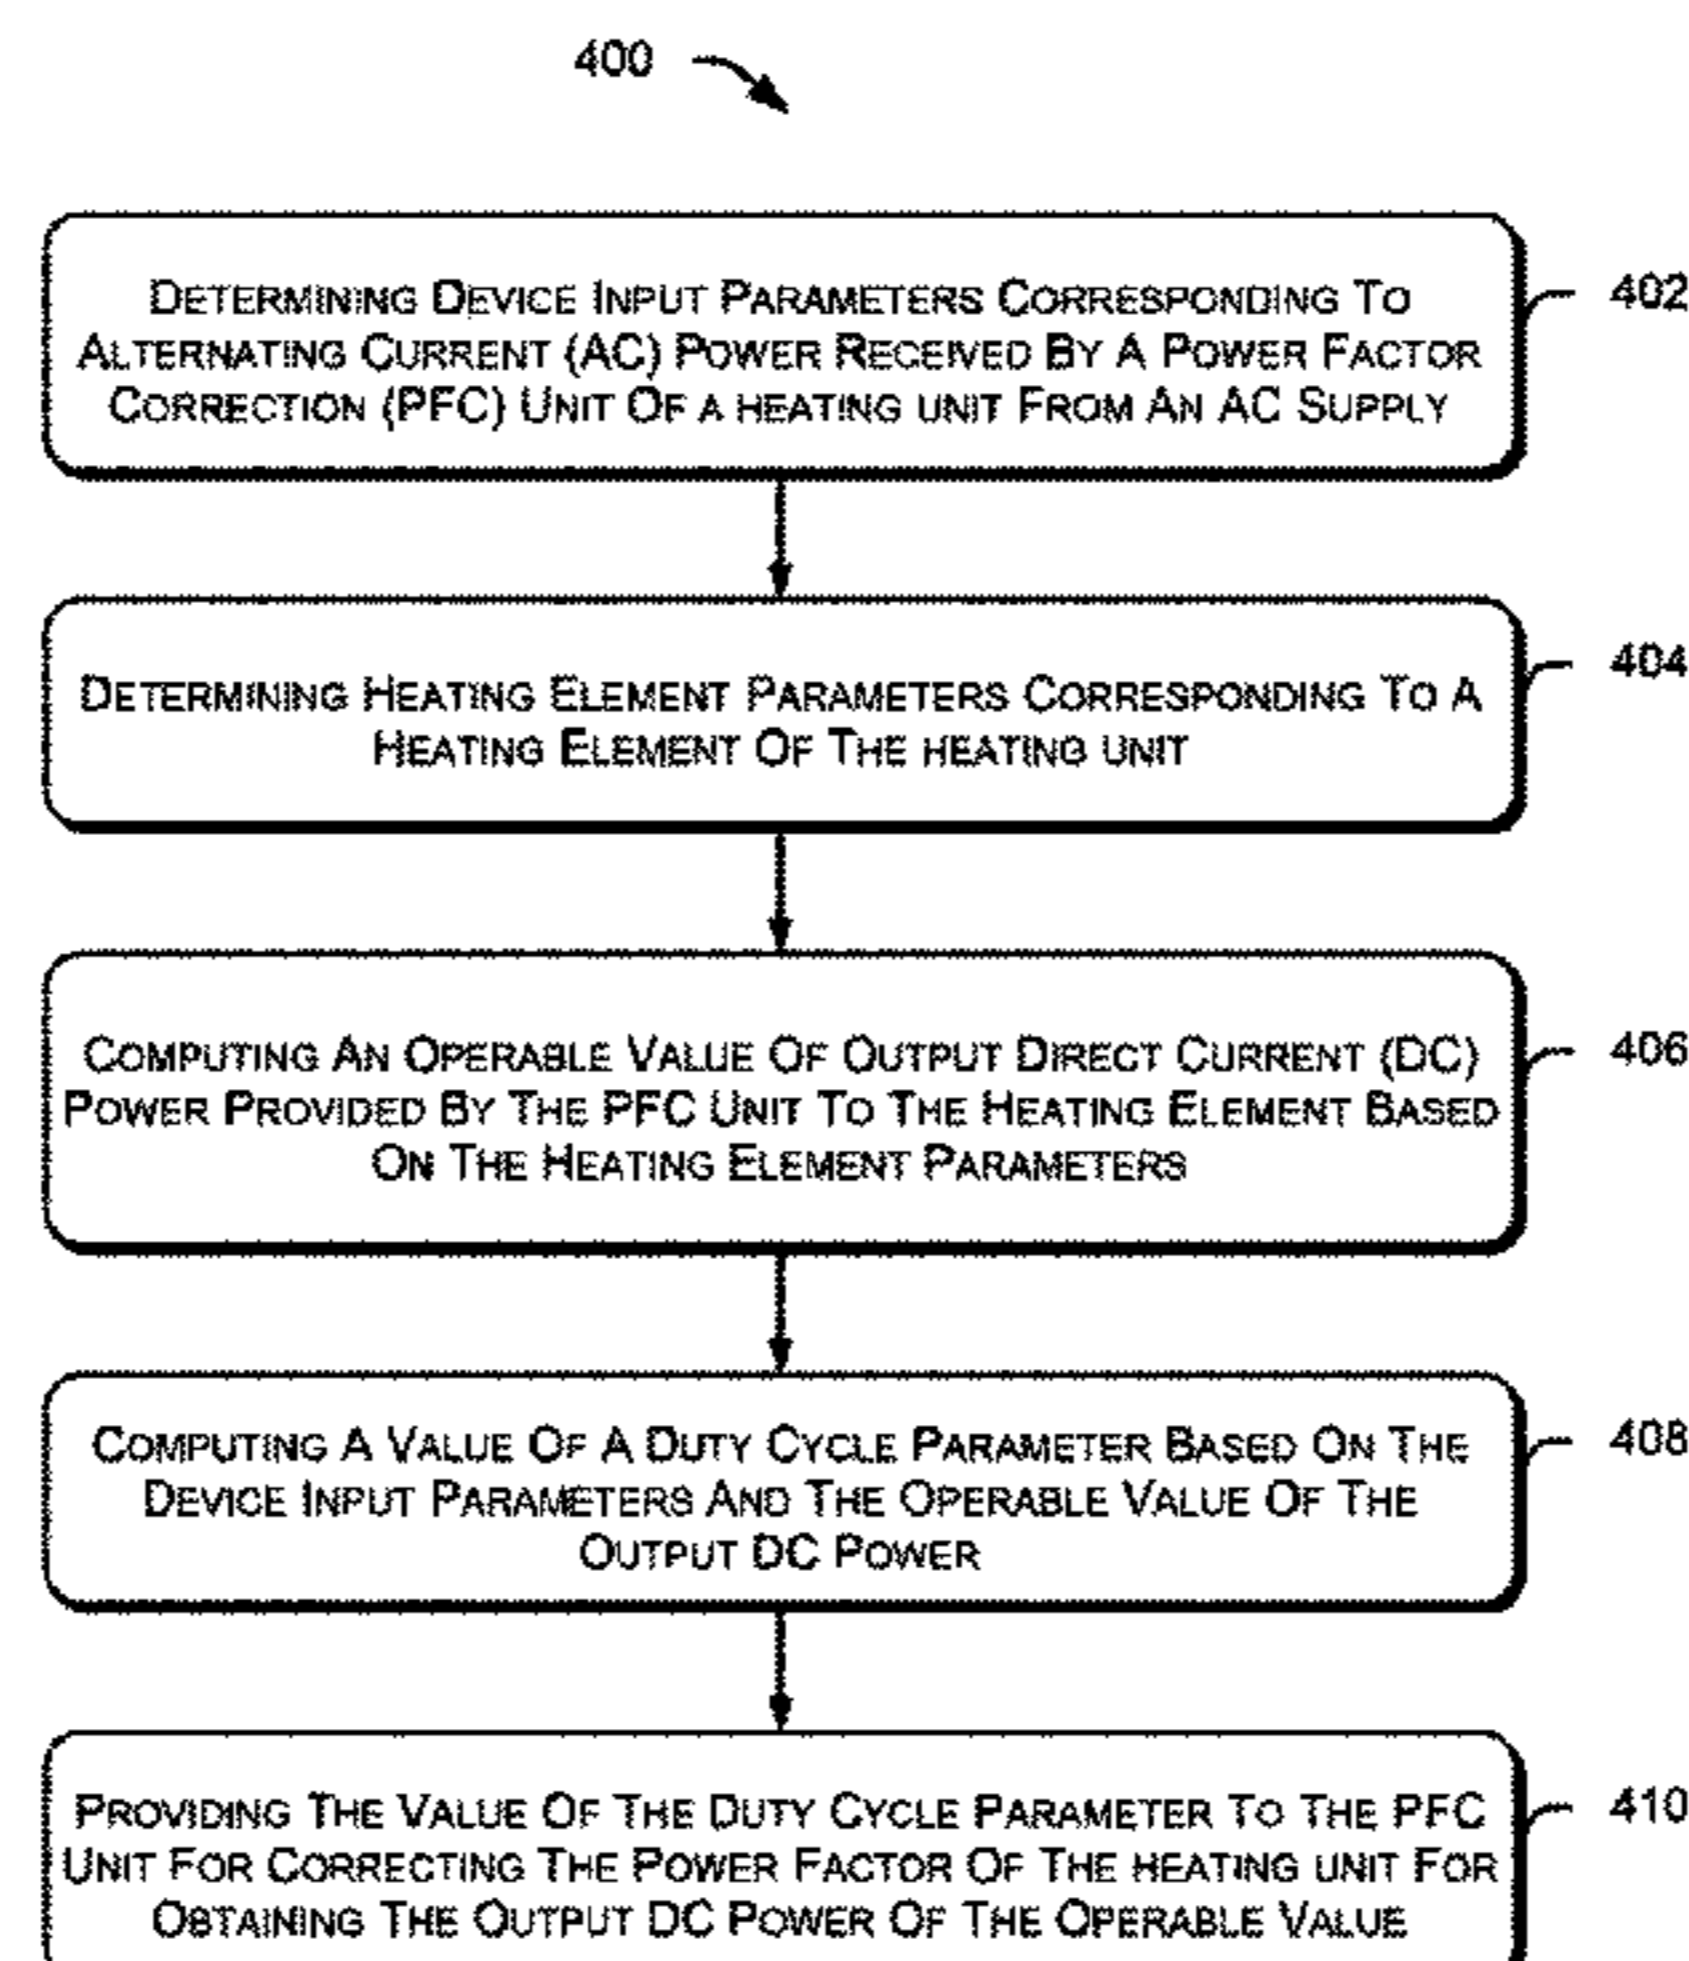 400
DETERMINING DEVICE INPUT PARAMETERS CORRESPONDING TO
ALTERNATING CURRENT (AC) POWER RECEIVED BY A POWER FACTOR
CORRECTION (PFC) UNIT OF A HEATING UNIT FROM AN AC SUPPLY
402
DETERMINING HEATING ELEMENT PARAMETERS CORRESPONDING TO A
HEATING ELEMENT OF THE HEATING UNIT
404
COMPUTING AN OPERABLE VALUE OF OUTPUT DIRECT CURRENT (DC)
POWER PROVIDED BY THE PFC UNIT TO THE HEATING ELEMENT BASED
ON THE HEATING ELEMENT PARAMETERS
406
COMPUTING A VALUE OF A DUTY CYCLE PARAMETER BASED ON THE
DEVICE INPUT PARAMETERS AND THE OPERABLE VALUE OF THE
OUTPUT DC POWER
408
PROVIDING THE VALUE OF THE DUTY CYCLE PARAMETER TO THE PFC
UNIT FOR CORRECTING THE POWER FACTOR OF THE HEATING UNIT FOR
OBTAINING THE OUTPUT DC POWER OF THE OPERABLE VALUE
410